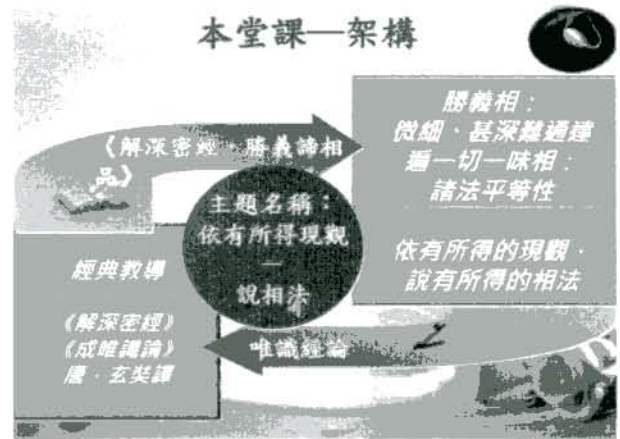 本堂課—架構
《解深密經．勝義諦相
品》
勝義相：
微細、甚深難通達
遍一切一味相：
諸法平等性
依有所得的現觀，
說有所得的相法
主題名稱：
依有所得現觀
—
說相法
經典教導
《解深密經》
《成唯識論》
唐．玄奘譯
唯識經論